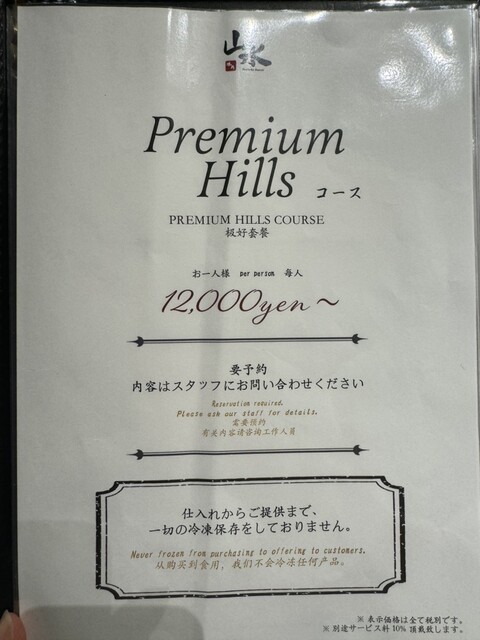 山水
Premium
Hills コース
PREMIUM HILLS COURSE
极好套餐
お一人様 per person 每人
12,000yen～
要予約
内容はスタッフにお問い合わせください
Reservation required.
Please ask our staff for details.
需要预约
有关内容请咨询工作人员
仕入れからご提供まで、
一切の冷凍保存をしておりません。
Never frozen from purchasing to offering to customers.
从购买到食用，我们不会冷冻任何产品。
※ 表示価格は全て税別です。
※ 別途サービス料10% 頂戴致します。